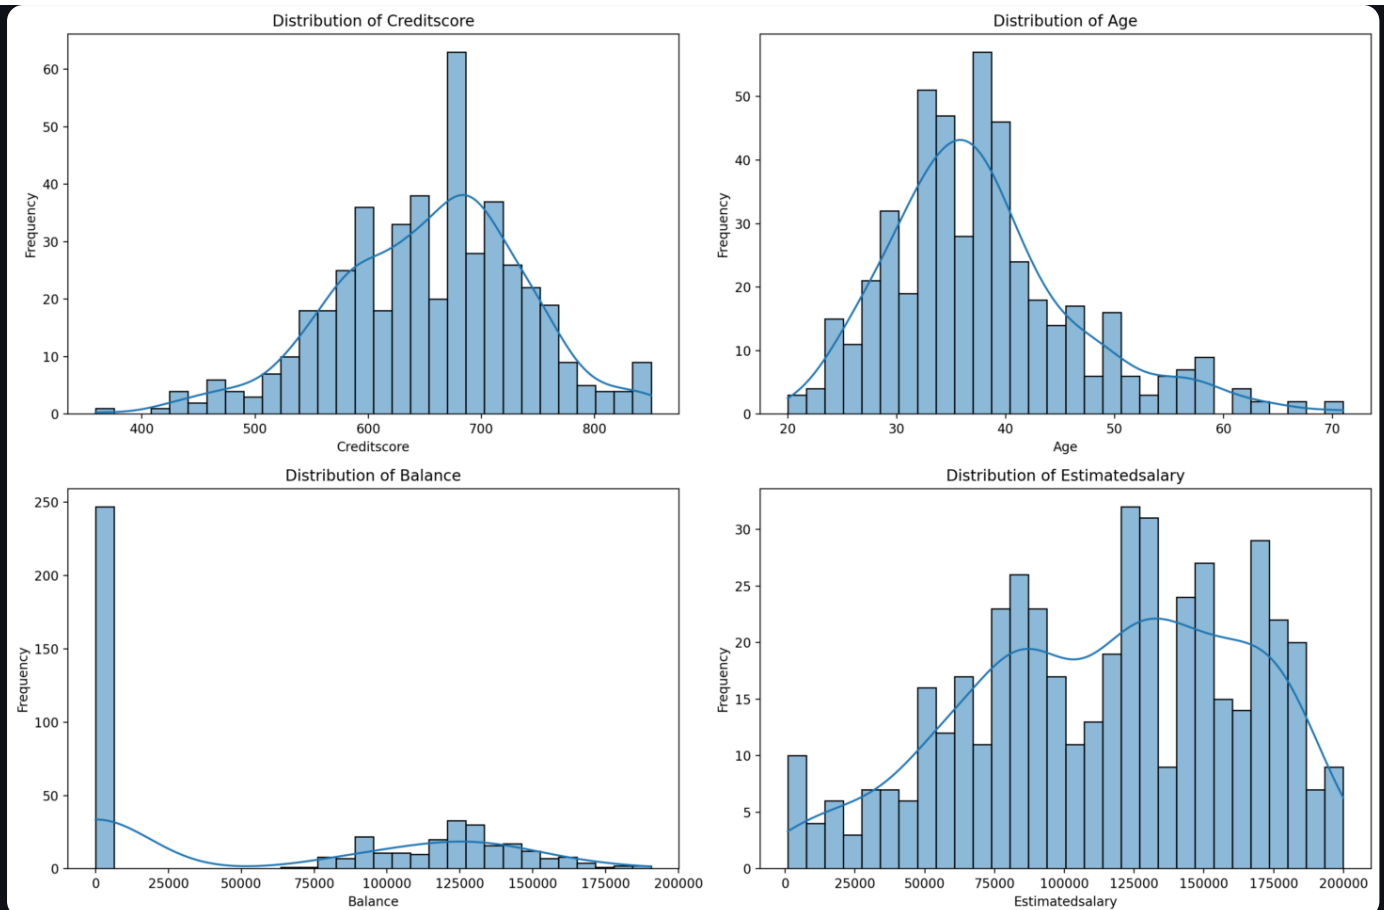 Distribution of Creditscore
Frequency
60
50
40
30
20
10
0
400 500 600 700 800
Creditscore
Distribution of Age
Frequency
50
40
30
20
10
0
20 30 40 50 60 70
Age
Distribution of Balance
Frequency
250
200
150
100
50
0
0 25000 50000 75000 100000 125000 150000 175000 200000
Balance
Distribution of Estimatedsalary
Frequency
30
25
20
15
10
5
0
0 25000 50000 75000 100000 125000 150000 175000 200000
Estimatedsalary